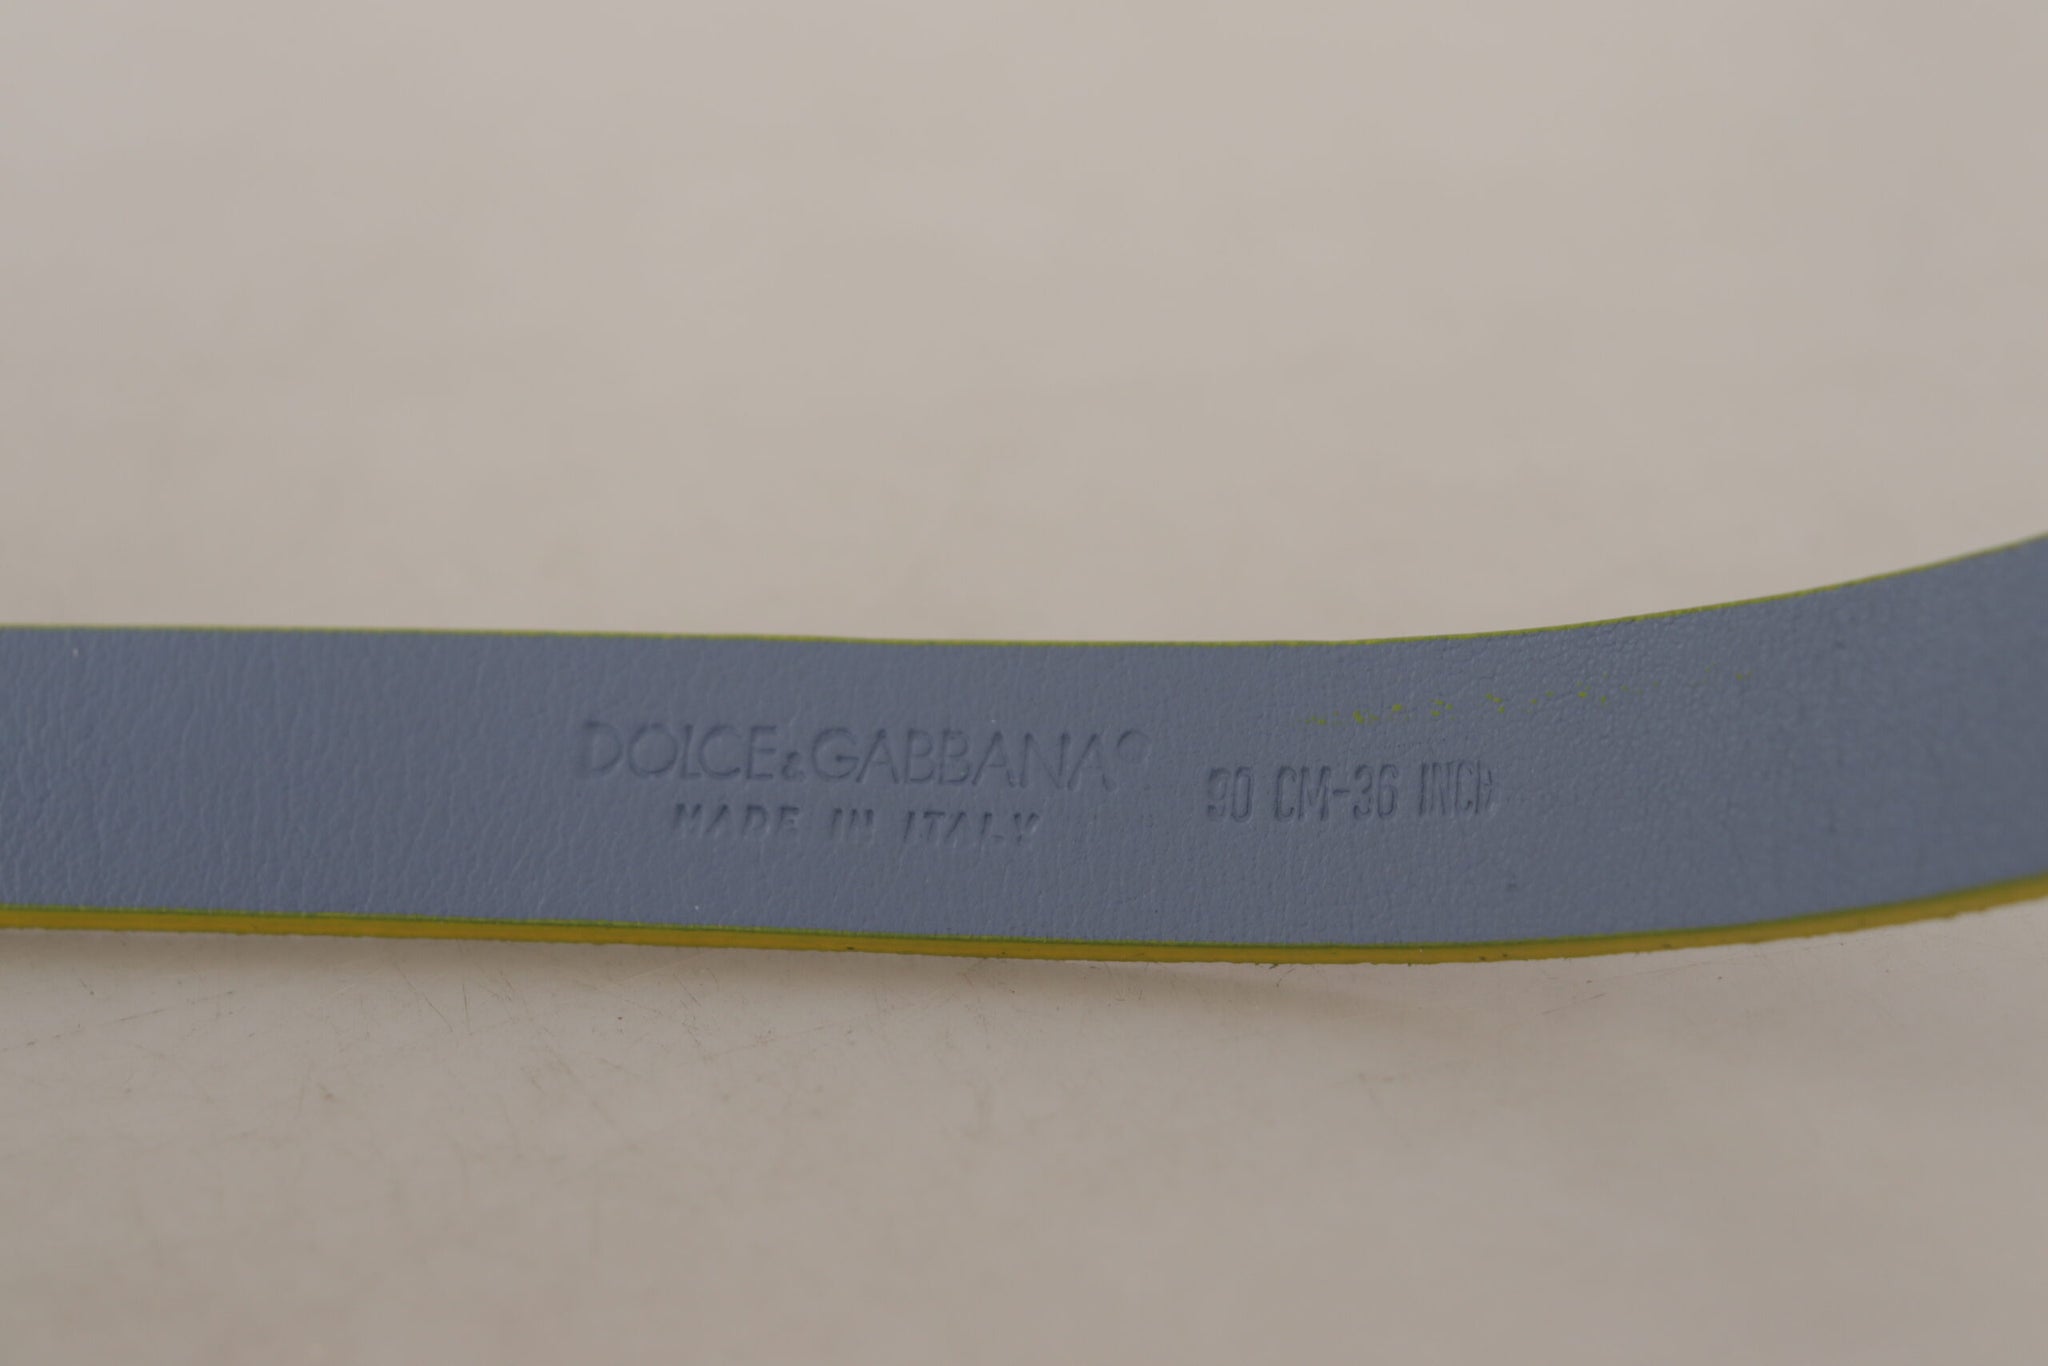 DOLCE&GABBANA®
MADE IN ITALY
90 CM-36 INCH